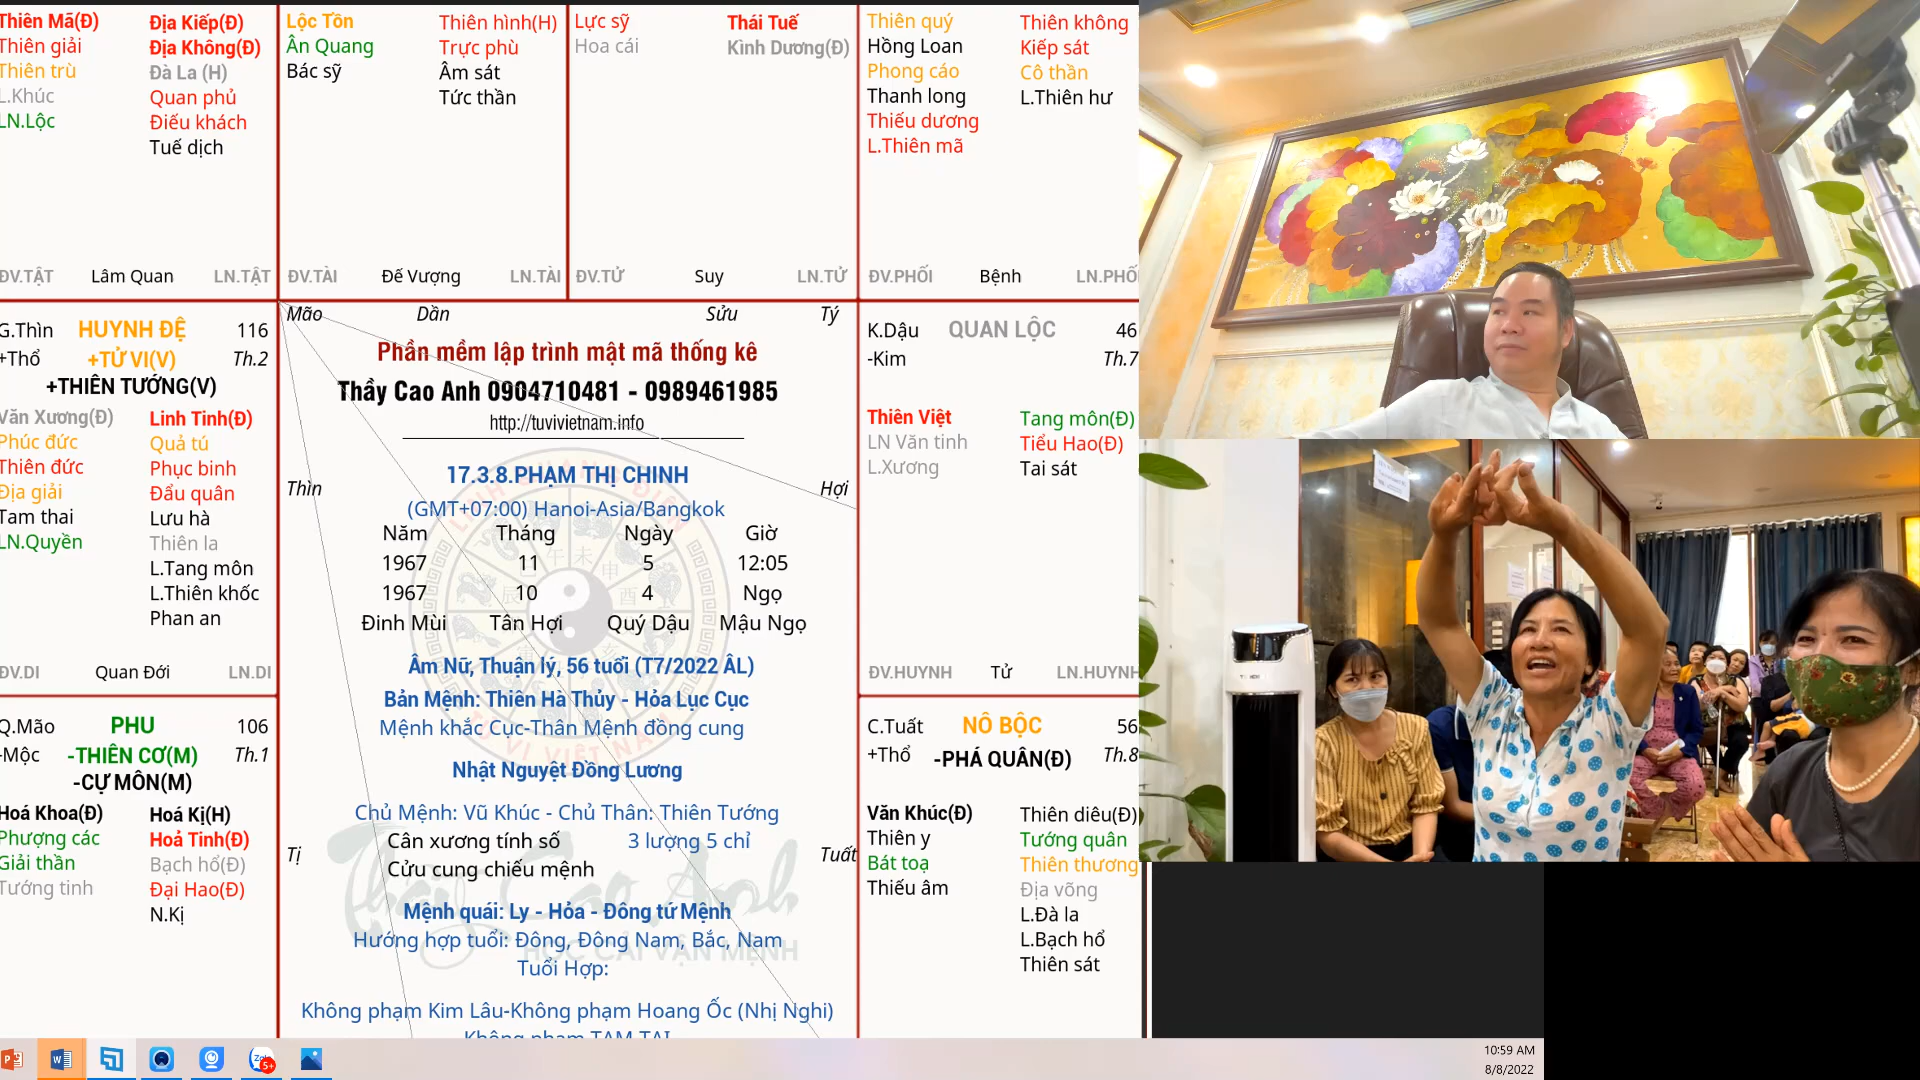 Thiên Mã(Đ)
Thiên giải
Thiên trù
L.Khúc
LN.Lộc
Địa Kiếp(Đ)
Địa Không(Đ)
Đà La (H)
Quan phủ
Điếu khách
Tuế dịch
ĐV.TẬT Lâm Quan LN.TẬT
Lộc Tồn
Ân Quang
Bác sỹ
Thiên hình(H)
Trực phù
Âm sát
Tức thần
ĐV.TÀI Đế Vượng LN.TÀI
Lực sỹ
Hoa cái
Thái Tuế
Kình Dương(Đ)
ĐV.TỬ Suy LN.TỬ
Thiên quý
Hồng Loan
Phong cáo
Thanh long
Thiếu dương
L.Thiên mã
Thiên không
Kiếp sát
Cô thần
L.Thiên hư
ĐV.PHỐI Bệnh LN.PHỐ
G.Thìn HUYNH ĐỆ 116
+Thổ +TỬ VI(V) Th.2
+THIÊN TƯỚNG(V)
Văn Xương(Đ)
Phúc đức
Thiên đức
Địa giải
Tam thai
LN.Quyền
Linh Tinh(Đ)
Quả tú
Phục binh
Đẩu quân
Lưu hà
Thiên la
L.Tang môn
L.Thiên khốc
Phan an
ĐV.DI Quan Đới LN.DI
Mão Dần Sửu Tý
Phần mềm lập trình mật mã thống kê
Thầy Cao Anh 0904710481 - 0989461985
http://tuvivietnam.info
17.3.8.PHẠM THỊ CHINH
Thìn Hợi
(GMT+07:00) Hanoi-Asia/Bangkok
Năm Tháng Ngày Giờ
1967 11 5 12:05
1967 10 4 Ngọ
Đinh Mùi Tân Hợi Quý Dậu Mậu Ngọ
Âm Nữ, Thuận lý, 56 tuổi (T7/2022 ÂL)
Bản Mệnh: Thiên Hà Thủy - Hỏa Lục Cục
Mệnh khắc Cục-Thân Mệnh đồng cung
Nhật Nguyệt Đồng Lương
Chủ Mệnh: Vũ Khúc - Chủ Thân: Thiên Tướng
Cân xương tính số 3 lượng 5 chỉ
Tị Tuất
Cửu cung chiếu mệnh
Mệnh quái: Ly - Hỏa - Đông tứ Mệnh
Hướng hợp tuổi: Đông, Đông Nam, Bắc, Nam
Tuổi Hợp:
Không phạm Kim Lâu-Không phạm Hoang Ốc (Nhị Nghi)
Không phạm TAM TAI
Thầy Cao Anh
HỌC CẢI VẬN MỆNH
K.Dậu QUAN LỘC 46
-Kim Th.7
Thiên Việt
LN Văn tinh
L.Xương
Tang môn(Đ)
Tiểu Hao(Đ)
Tai sát
ĐV.HUYNH Tử LN.HUYNH
Q.Mão PHU 106
-Mộc -THIÊN CƠ(M) Th.1
-CỰ MÔN(M)
Hoá Khoa(Đ)
Phượng các
Giải thần
Tướng tinh
Hoá Kị(H)
Hoả Tinh(Đ)
Bạch hổ(Đ)
Đại Hao(Đ)
N.Kị
C.Tuất NÔ BỘC 56
+Thổ -PHÁ QUÂN(Đ) Th.8
Văn Khúc(Đ)
Thiên y
Bát toạ
Thiếu âm
Thiên diêu(Đ)
Tướng quân
Thiên thương
Địa võng
L.Đà la
L.Bạch hổ
Thiên sát
10:59 AM
8/8/2022